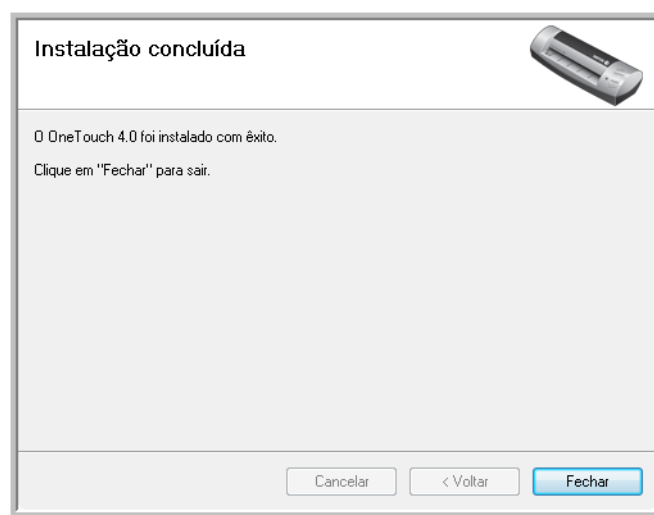 Instalação concluída
O OneTouch 4.0 foi instalado com êxito.
Clique em "Fechar" para sair.
Cancelar
< Voltar
Fechar